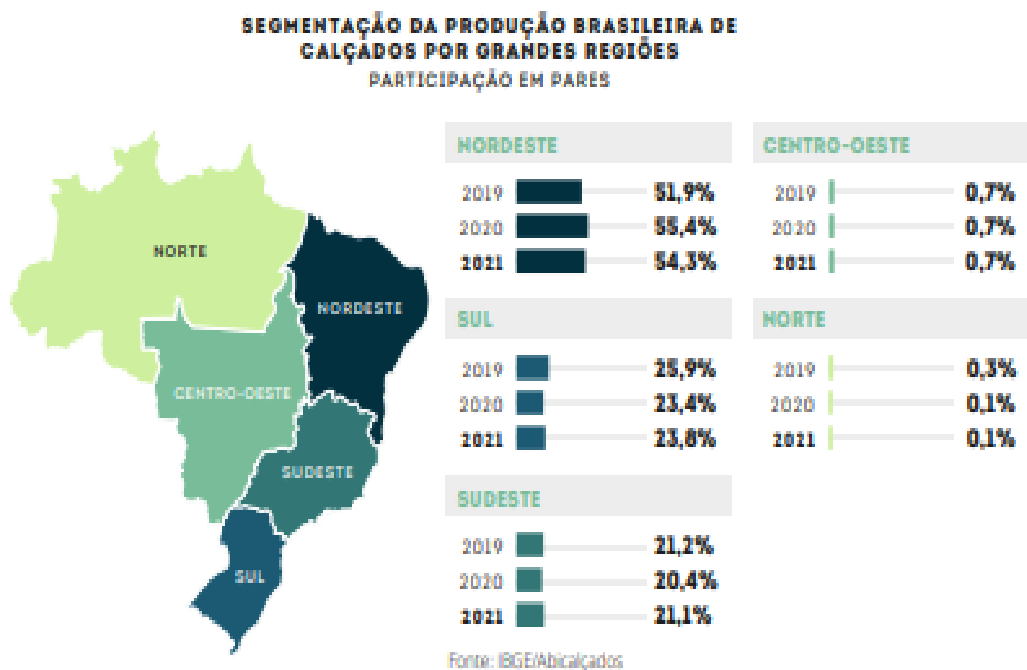 SEGMENTAÇÃO DA PRODUÇÃO BRASILEIRA DE
CALÇADOS POR GRANDES REGIÕES
PARTICIPAÇÃO EM PARES
NORTE
NORDESTE
CENTRO-OESTE
SUDESTE
SUL
NORDESTE
2019 51,9%
2020 55,4%
2021 54,3%
SUL
2019 25,9%
2020 23,4%
2021 23,8%
SUDESTE
2019 21,2%
2020 20,4%
2021 21,1%
CENTRO-OESTE
2019 0,7%
2020 0,7%
2021 0,7%
NORTE
2019 0,3%
2020 0,1%
2021 0,1%
Fonte: IBGE/Abicalçados